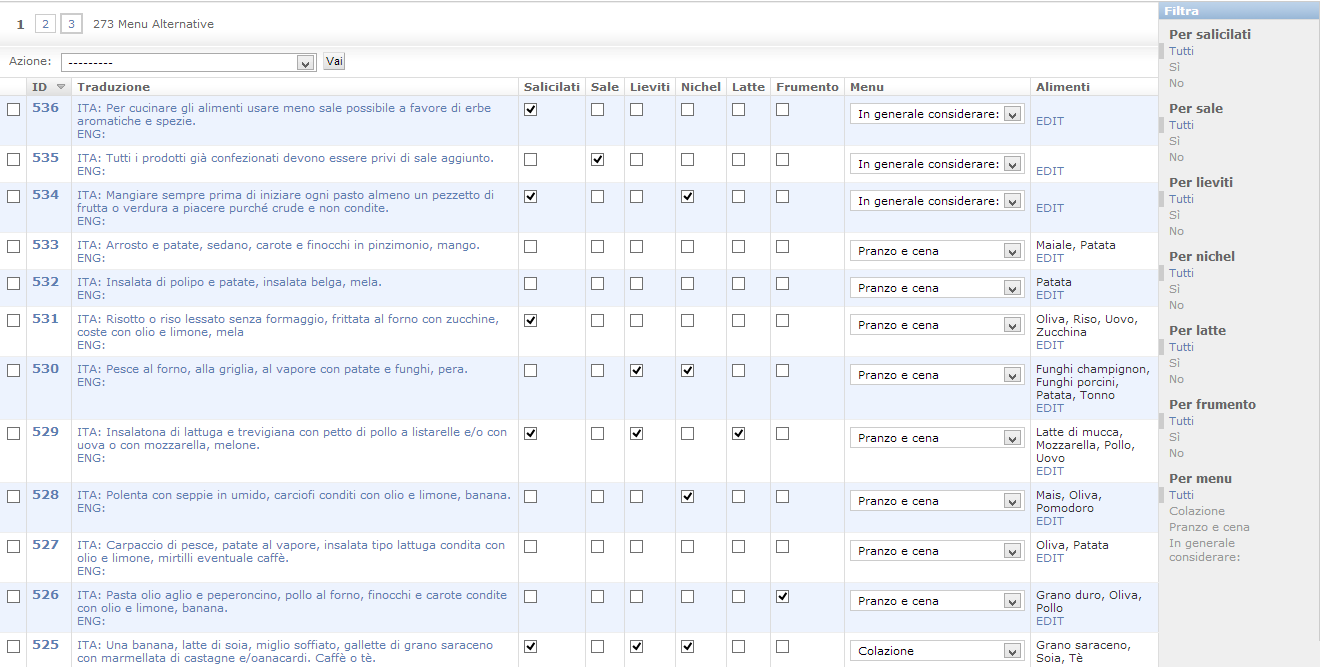 1 2 3 273 Menu Alternative
Azione: --------- Vai
ID Traduzione Salicilati Sale Lieviti Nichel Latte Frumento Menu Alimenti
536 ITA: Per cucinare gli alimenti usare meno sale possibile a favore di erbe In generale considerare:
aromatiche e spezie. EDIT
ENG:
535 ITA: Tutti i prodotti già confezionati devono essere privi di sale aggiunto. In generale considerare:
ENG: EDIT
534 ITA: Mangiare sempre prima di iniziare ogni pasto almeno un pezzetto di In generale considerare:
frutta o verdura a piacere purché crude e non condite. EDIT
ENG:
533 ITA: Arrosto e patate, sedano, carote e finocchi in pinzimonio, mango. Pranzo e cena Maiale, Patata
ENG: EDIT
532 ITA: Insalata di polipo e patate, insalata belga, mela. Pranzo e cena Patata
ENG: EDIT
531 ITA: Risotto o riso lessato senza formaggio, frittata al forno con zucchine, Pranzo e cena Oliva, Riso, Uovo,
coste con olio e limone, mela Zucchina
ENG: EDIT
530 ITA: Pesce al forno, alla griglia, al vapore con patate e funghi, pera. Pranzo e cena Funghi champignon,
ENG: Funghi porcini,
Patata, Tonno
EDIT
529 ITA: Insalatona di lattuga e trevigiana con petto di pollo a listarelle e/o con Pranzo e cena Latte di mucca,
uova o con mozzarella, melone. Mozzarella, Pollo,
ENG: Uovo
EDIT
528 ITA: Polenta con seppie in umido, carciofi conditi con olio e limone, banana. Pranzo e cena Mais, Oliva,
ENG: Pomodoro
EDIT
527 ITA: Carpaccio di pesce, patate al vapore, insalata tipo lattuga condita con Pranzo e cena Oliva, Patata
olio e limone, mirtilli eventuale caffè. EDIT
ENG:
526 ITA: Pasta olio aglio e peperoncino, pollo al forno, finocchi e carote condite Pranzo e cena Grano duro, Oliva,
con olio e limone, banana. Pollo
ENG: EDIT
525 ITA: Una banana, latte di soia, miglio soffiato, gallette di grano saraceno Colazione Grano saraceno,
con marmellata di castagne e/oanacardi. Caffè o tè. Soia, Tè
Filtra
Per salicilati
Tutti
Sì
No
Per sale
Tutti
Sì
No
Per lieviti
Tutti
Sì
No
Per nichel
Tutti
Sì
No
Per latte
Tutti
Sì
No
Per frumento
Tutti
Sì
No
Per menu
Tutti
Colazione
Pranzo e cena
In generale
considerare: